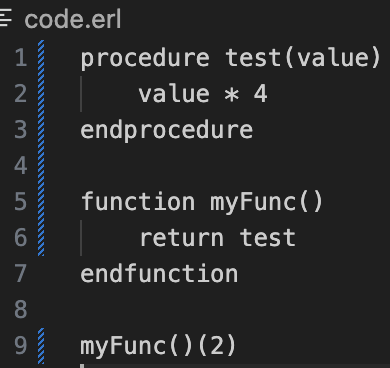 code.erl
1 procedure test(value)
2     value * 4
3 endprocedure
4
5 function myFunc()
6     return test
7 endfunction
8
9 myFunc()(2)